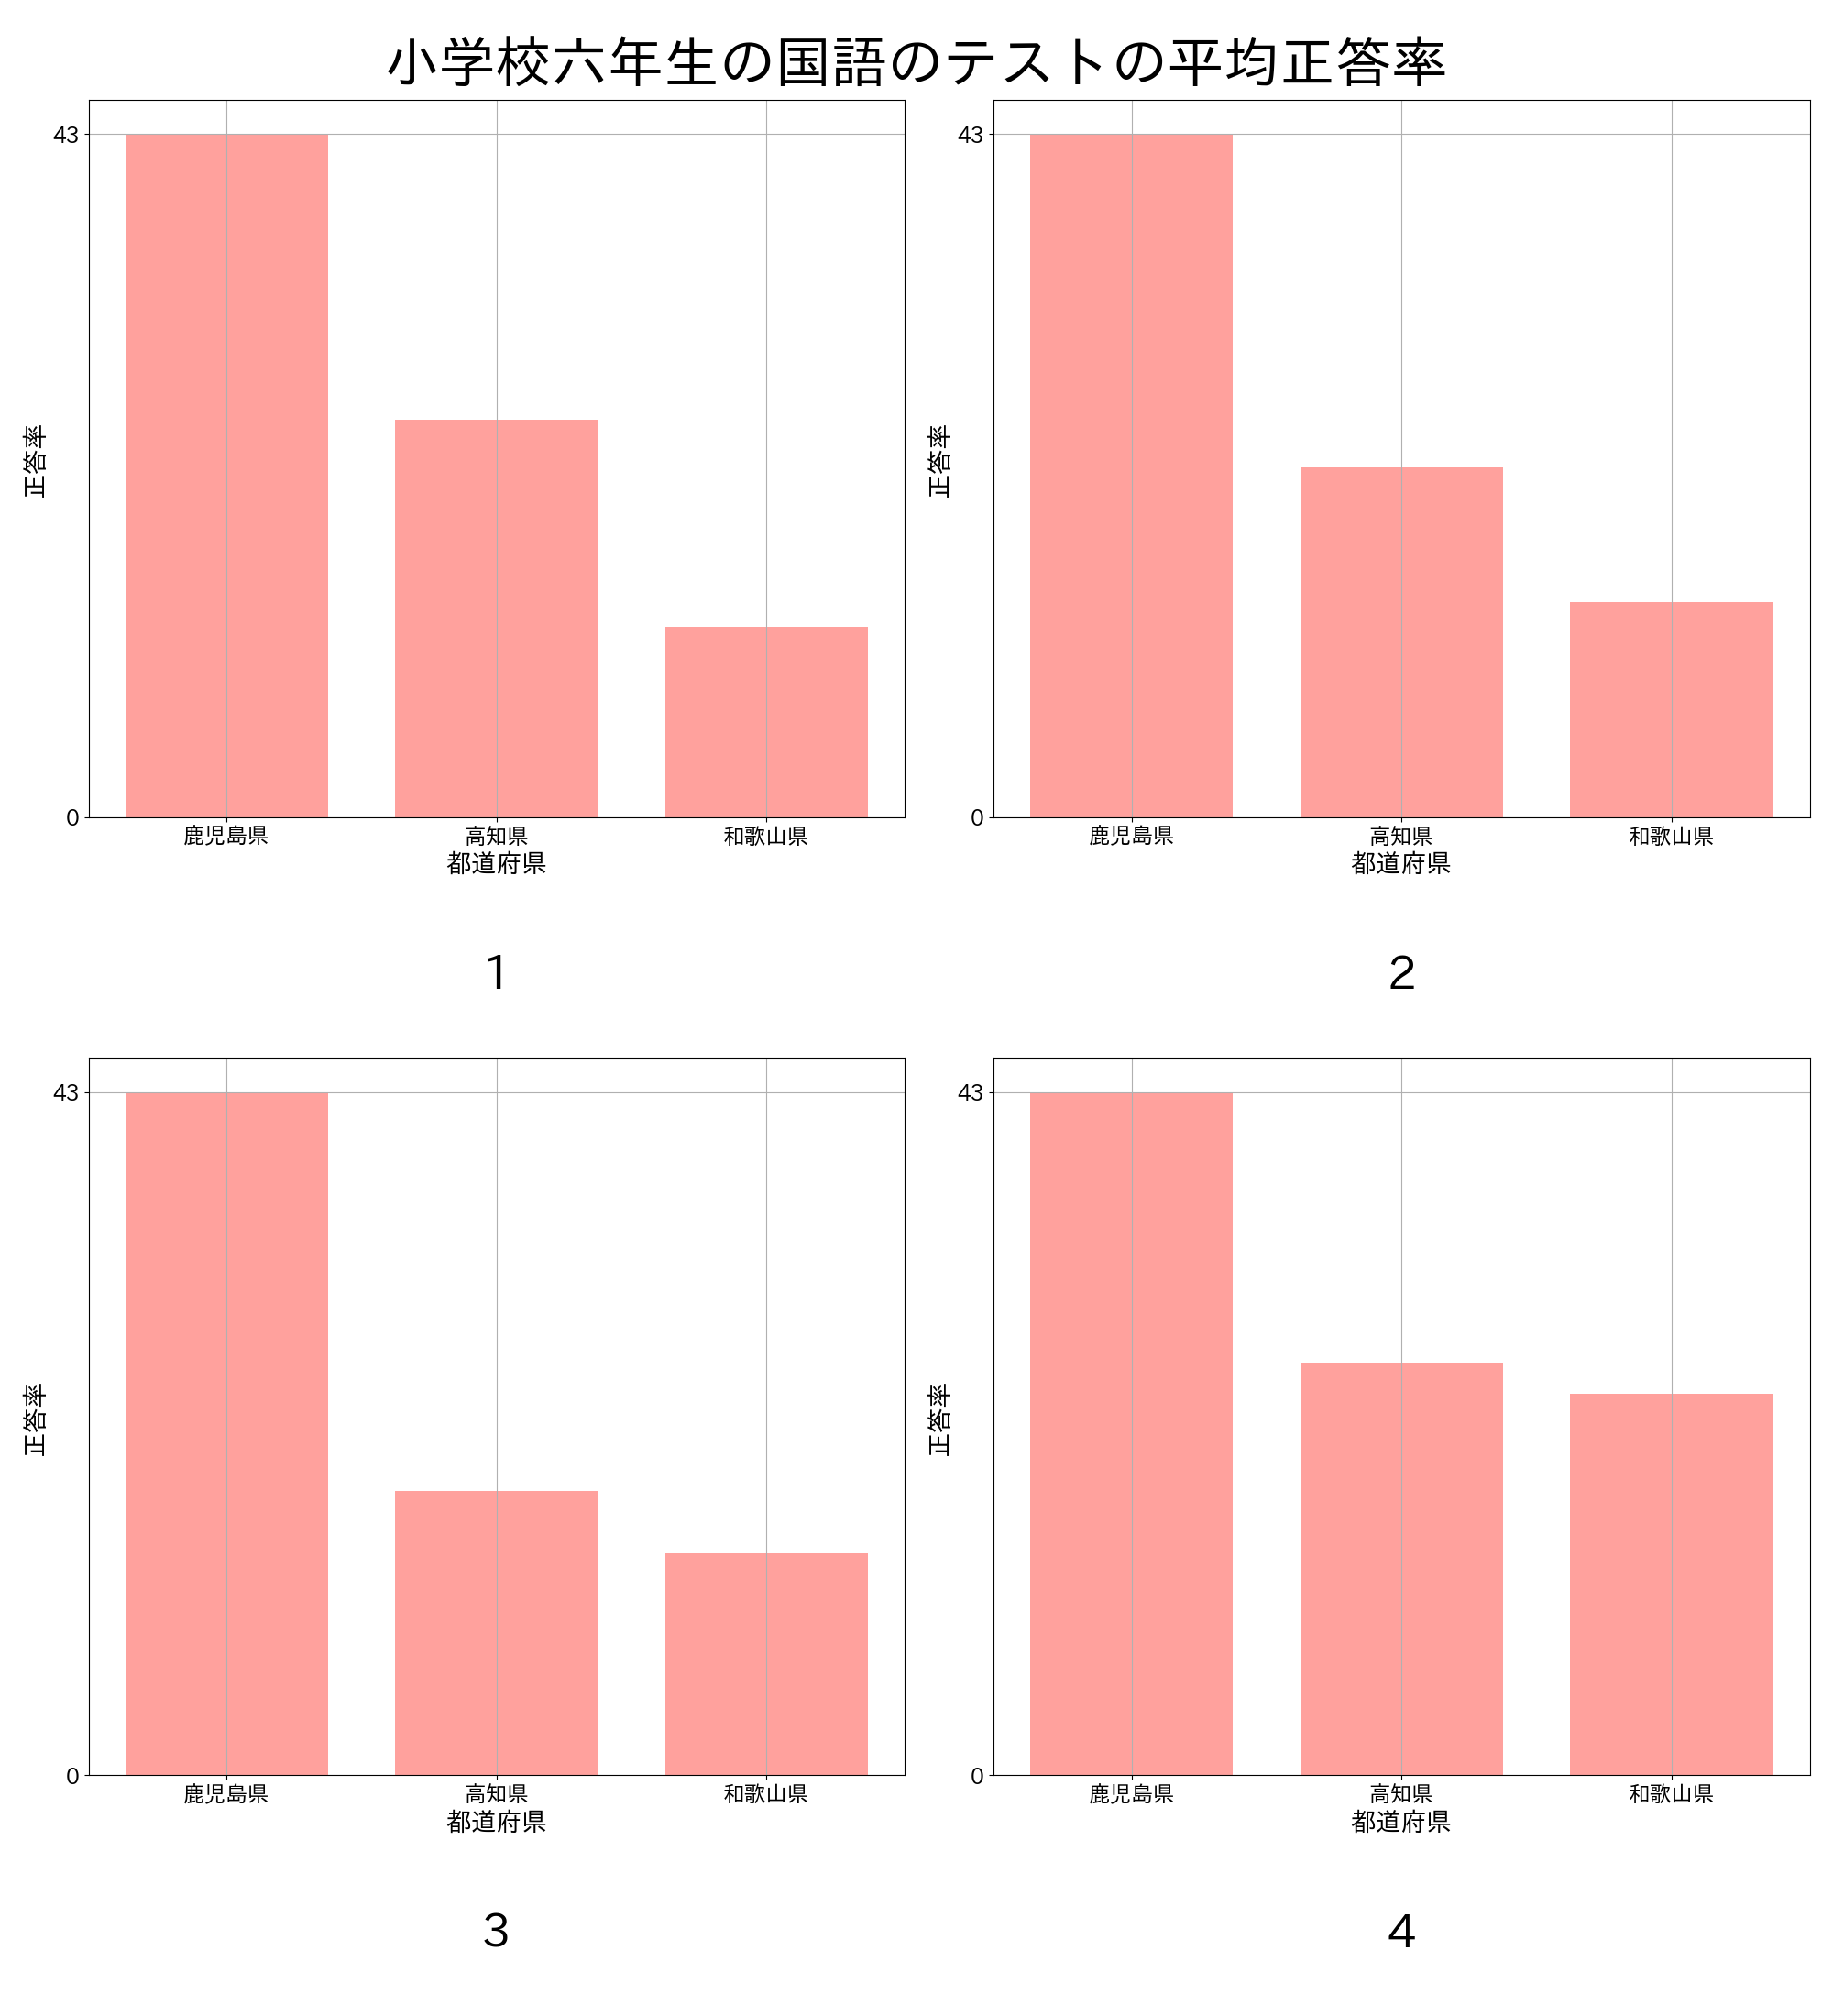 小学校六年生の国語のテストの平均正答率
43
0
正答率
鹿児島県 高知県 和歌山県
都道府県
1
43
0
正答率
鹿児島県 高知県 和歌山県
都道府県
2
43
0
正答率
鹿児島県 高知県 和歌山県
都道府県
3
43
0
正答率
鹿児島県 高知県 和歌山県
都道府県
4